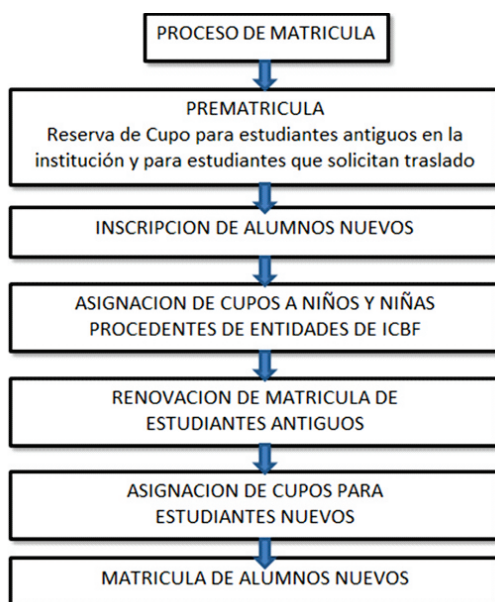 PROCESO DE MATRICULA
PREMATRICULA
Reserva de Cupo para estudiantes antiguos en la
institución y para estudiantes que solicitan traslado
INSCRIPCION DE ALUMNOS NUEVOS
ASIGNACION DE CUPOS A NIÑOS Y NIÑAS
PROCEDENTES DE ENTIDADES DE ICBF
RENOVACION DE MATRICULA DE
ESTUDIANTES ANTIGUOS
ASIGNACION DE CUPOS PARA
ESTUDIANTES NUEVOS
MATRICULA DE ALUMNOS NUEVOS